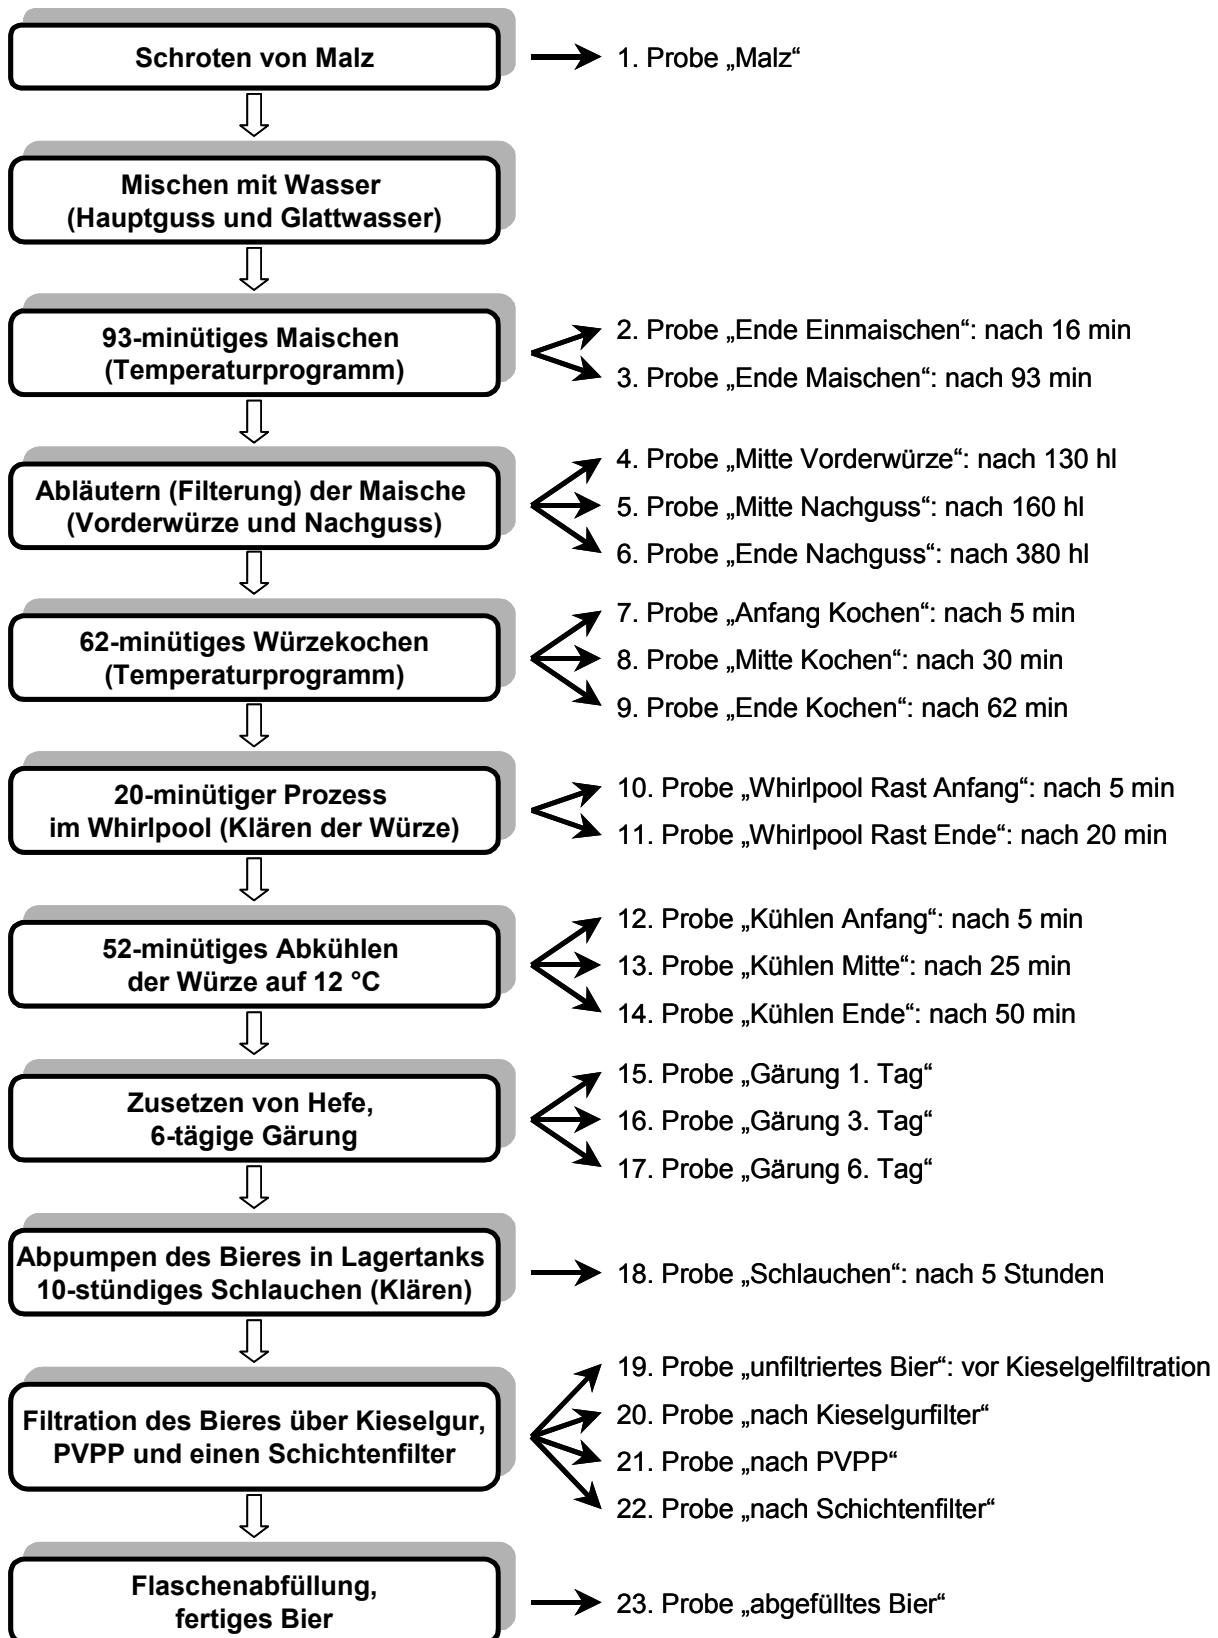 Schroten von Malz
1. Probe „Malz“
Mischen mit Wasser
(Hauptguss und Glattwasser)
93-minütiges Maischen
(Temperaturprogramm)
2. Probe „Ende Einmaischen“: nach 16 min
3. Probe „Ende Maischen“: nach 93 min
Abläutern (Filterung) der Maische
(Vorderwürze und Nachguss)
4. Probe „Mitte Vorderwürze“: nach 130 hl
5. Probe „Mitte Nachguss“: nach 160 hl
6. Probe „Ende Nachguss“: nach 380 hl
62-minütiges Würzekochen
(Temperaturprogramm)
7. Probe „Anfang Kochen“: nach 5 min
8. Probe „Mitte Kochen“: nach 30 min
9. Probe „Ende Kochen“: nach 62 min
20-minütiger Prozess
im Whirlpool (Klären der Würze)
10. Probe „Whirlpool Rast Anfang“: nach 5 min
11. Probe „Whirlpool Rast Ende“: nach 20 min
52-minütiges Abkühlen
der Würze auf 12 °C
12. Probe „Kühlen Anfang“: nach 5 min
13. Probe „Kühlen Mitte“: nach 25 min
14. Probe „Kühlen Ende“: nach 50 min
Zusetzen von Hefe,
6-tägige Gärung
15. Probe „Gärung 1. Tag“
16. Probe „Gärung 3. Tag“
17. Probe „Gärung 6. Tag“
Abpumpen des Bieres in Lagertanks
10-stündiges Schlauchen (Klären)
18. Probe „Schlauchen“: nach 5 Stunden
Filtration des Bieres über Kieselgur,
PVPP und einen Schichtenfilter
19. Probe „unfiltriertes Bier“: vor Kieselgelfiltration
20. Probe „nach Kieselgurfilter“
21. Probe „nach PVPP“
22. Probe „nach Schichtenfilter“
Flaschenabfüllung,
fertiges Bier
23. Probe „abgefülltes Bier“